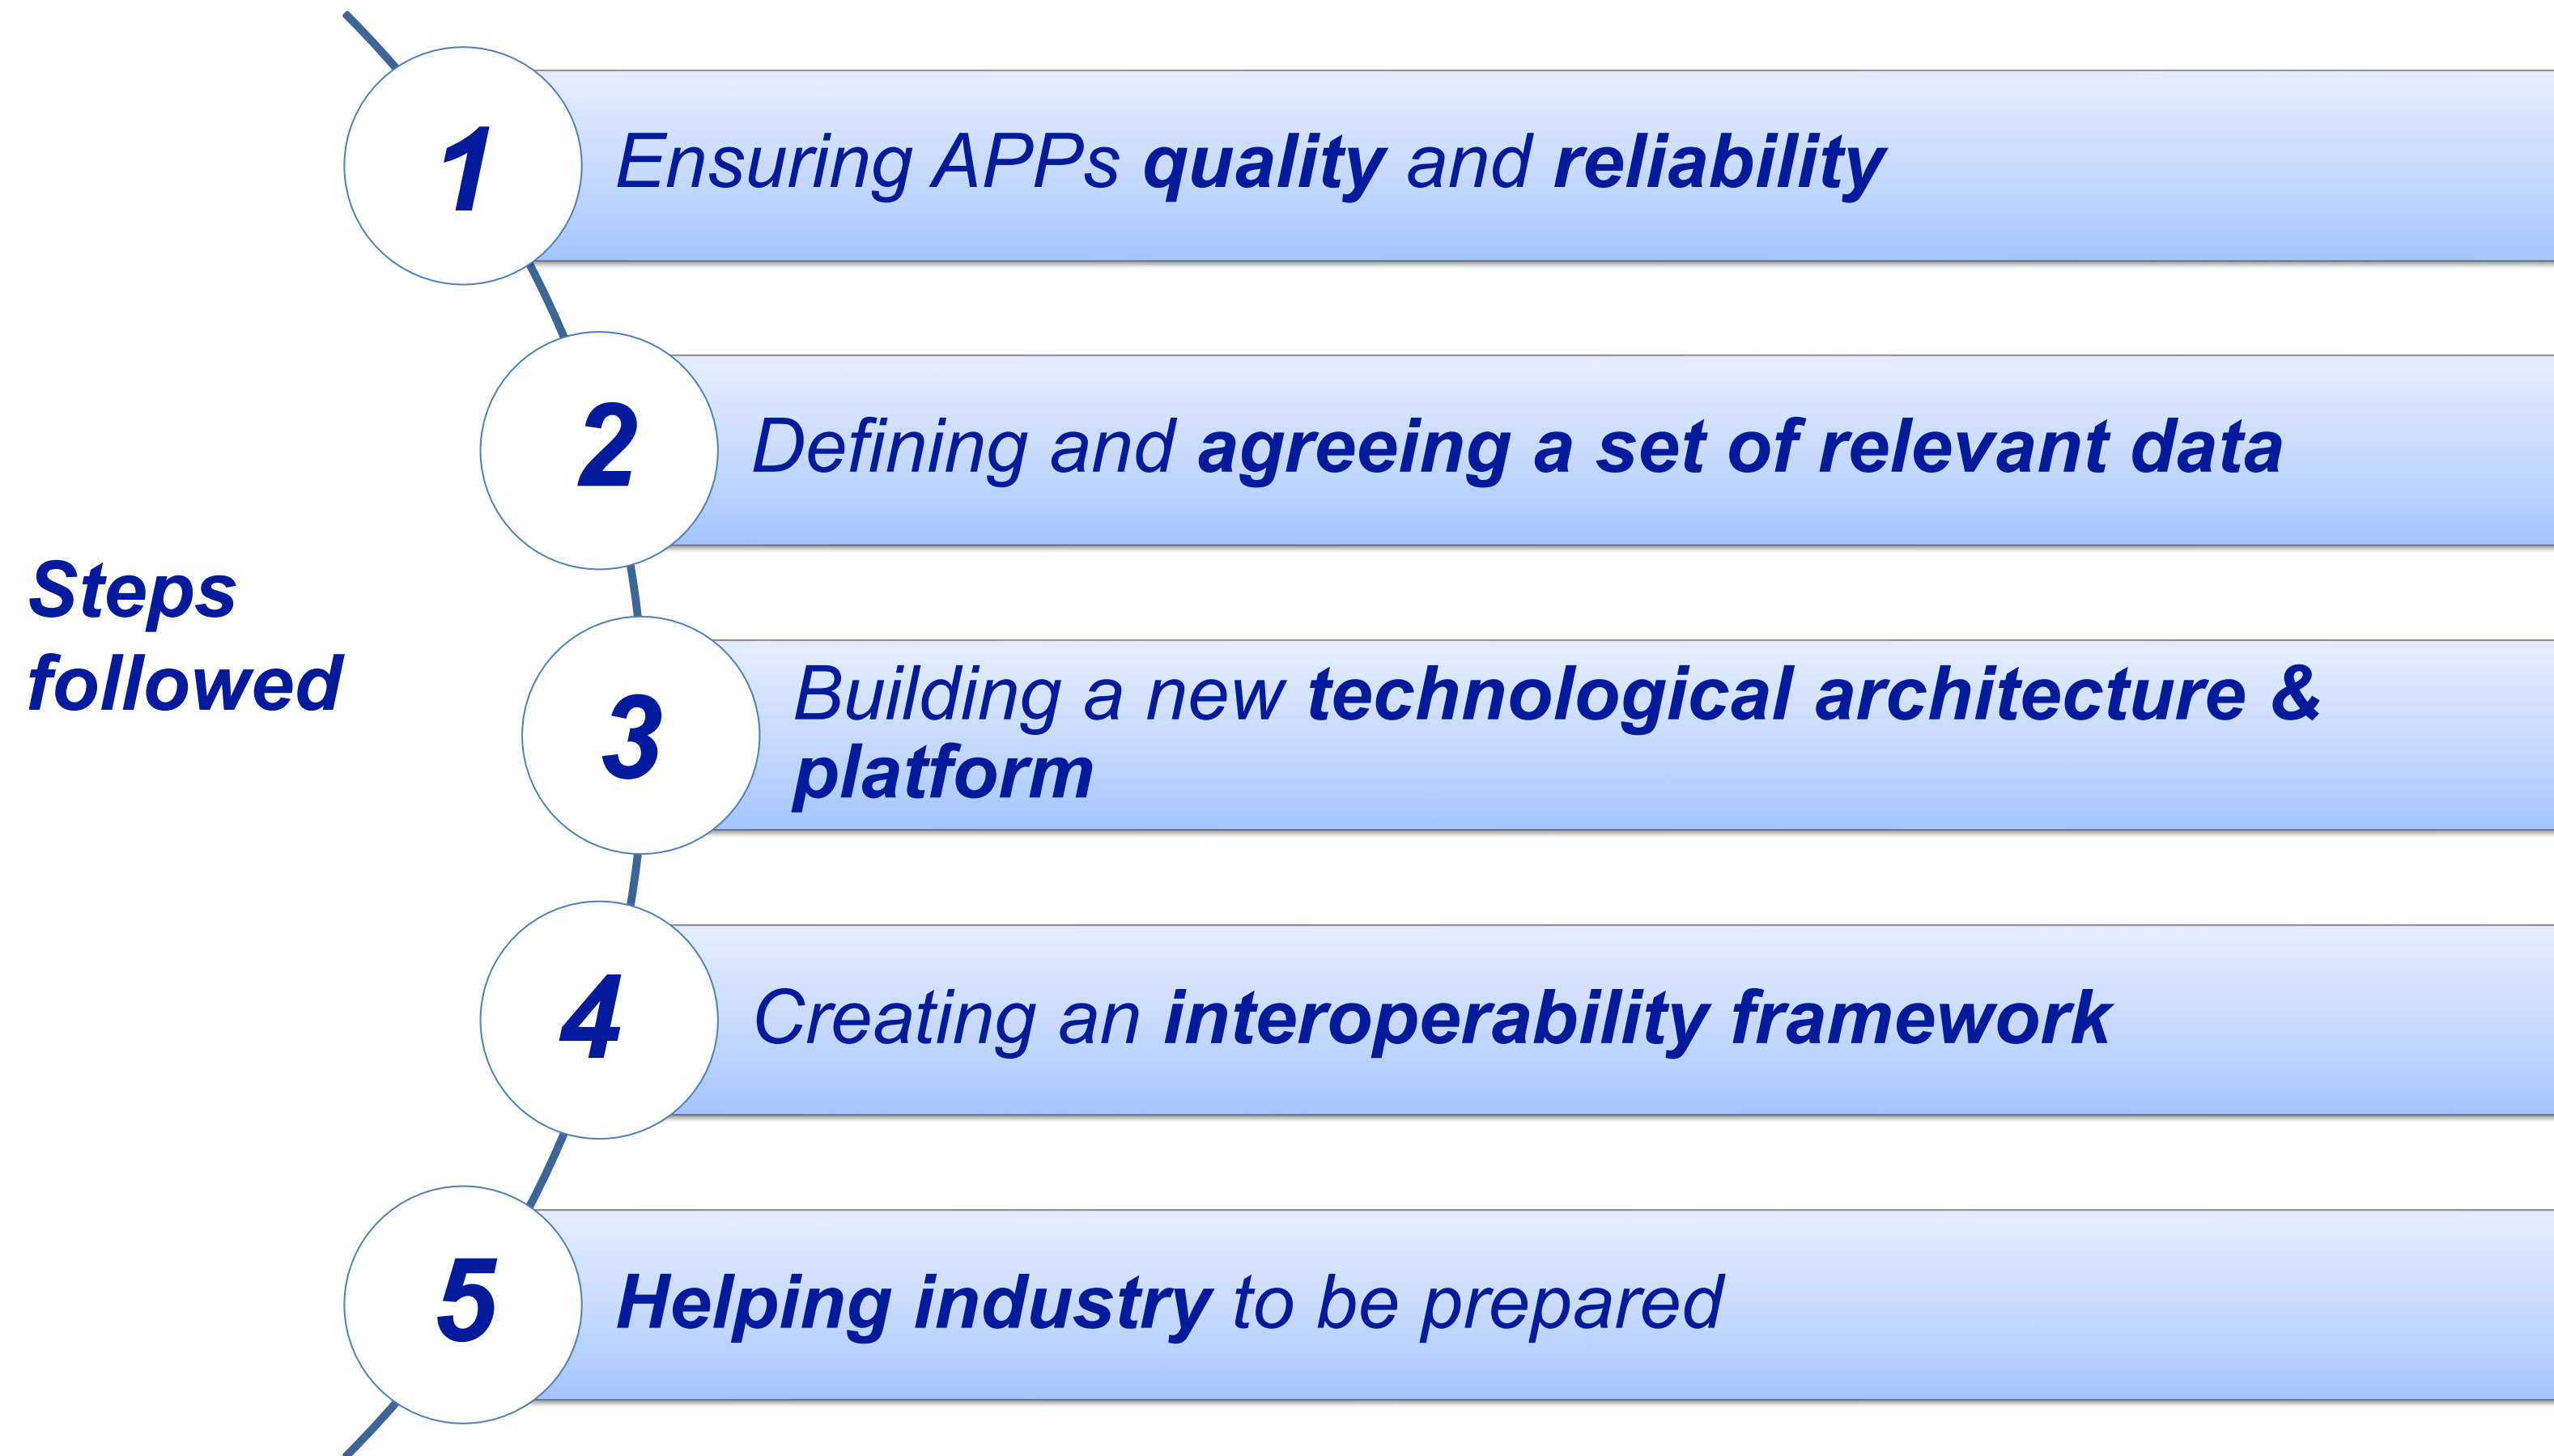 Steps
followed
1
Ensuring APPs quality and reliability
2
Defining and agreeing a set of relevant data
3
Building a new technological architecture &
platform
4
Creating an interoperability framework
5
Helping industry to be prepared